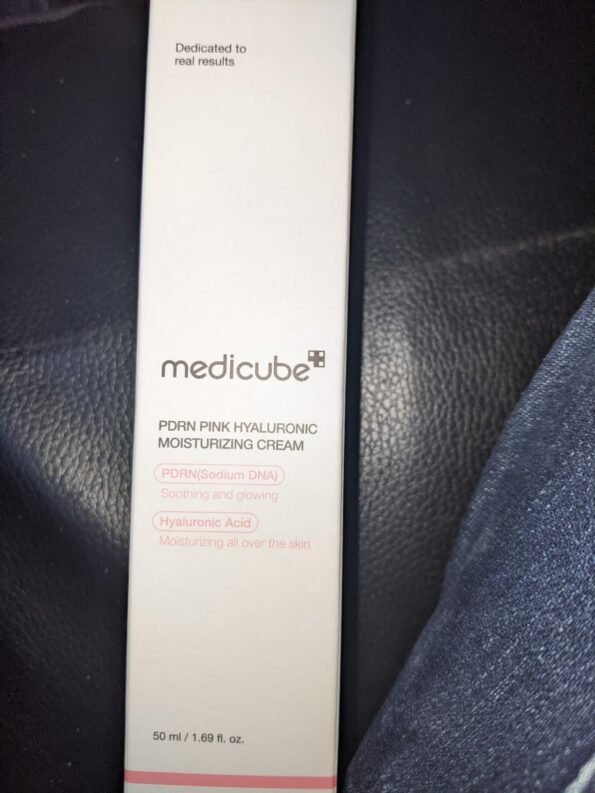 Dedicated to
real results
medicube
PDRN PINK HYALURONIC
MOISTURIZING CREAM
PDRN(Sodium DNA)
Soothing and glowing
Hyaluronic Acid
Moisturizing all over the skin
50 ml / 1.69 fl. oz.